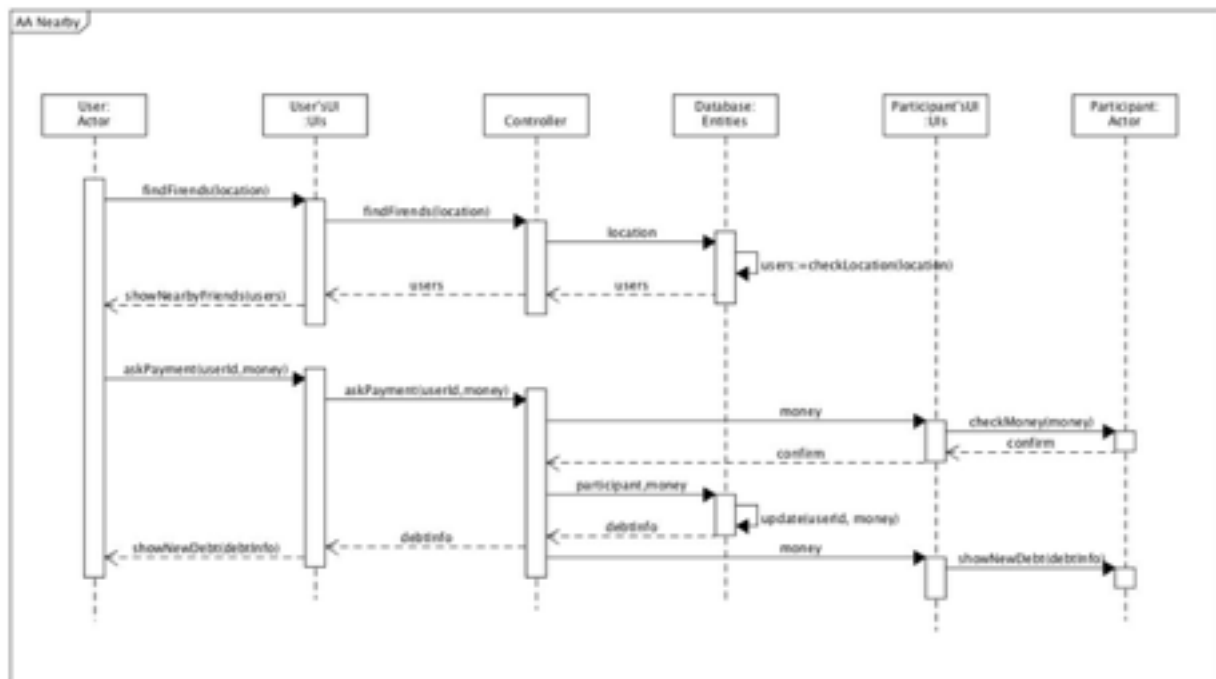 AA Nearby
User:
Actor
User'sUI
:UIs
Controller
Database:
Entities
Participant'sUI
:UIs
Participant:
Actor
findFirends(location)
findFirends(location)
location
users:=checkLocation(location)
users
users
showNearbyFriends(users)
askPayment(userId,money)
askPayment(userId,money)
money
checkMoney(money)
confirm
confirm
participant,money
update(userId, money)
debtInfo
debtInfo
showNewDebt(debtInfo)
money
showNewDebt(debtInfo)